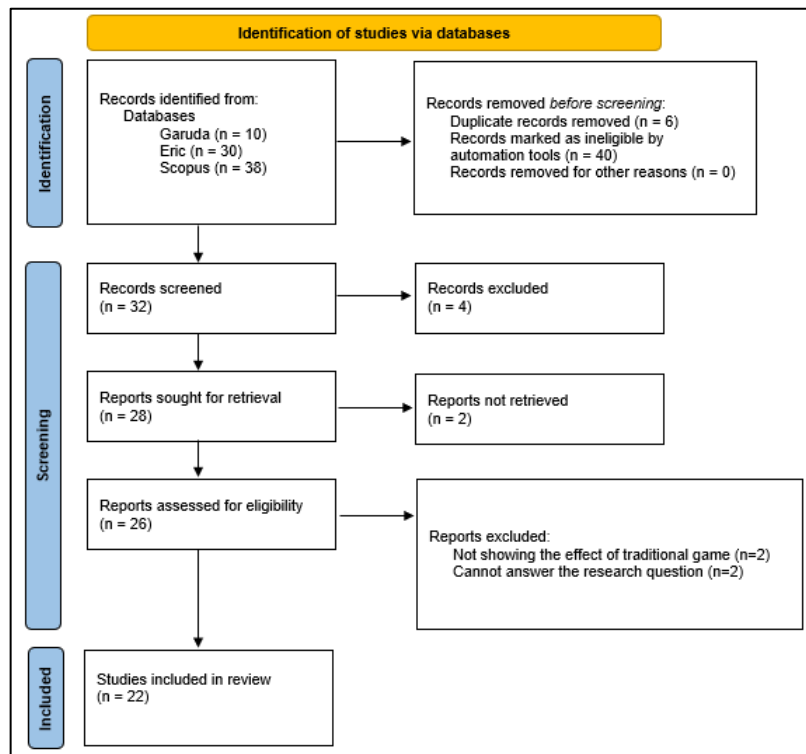 Identification of studies via databases
Identification
Records identified from:
Databases
Garuda (n = 10)
Eric (n = 30)
Scopus (n = 38)
Records removed before screening:
Duplicate records removed (n = 6)
Records marked as ineligible by
automation tools (n = 40)
Records removed for other reasons (n = 0)
Screening
Records screened
(n = 32)
Records excluded
(n = 4)
Reports sought for retrieval
(n = 28)
Reports not retrieved
(n = 2)
Reports assessed for eligibility
(n = 26)
Reports excluded:
Not showing the effect of traditional game (n=2)
Cannot answer the research question (n=2)
Included
Studies included in review
(n = 22)